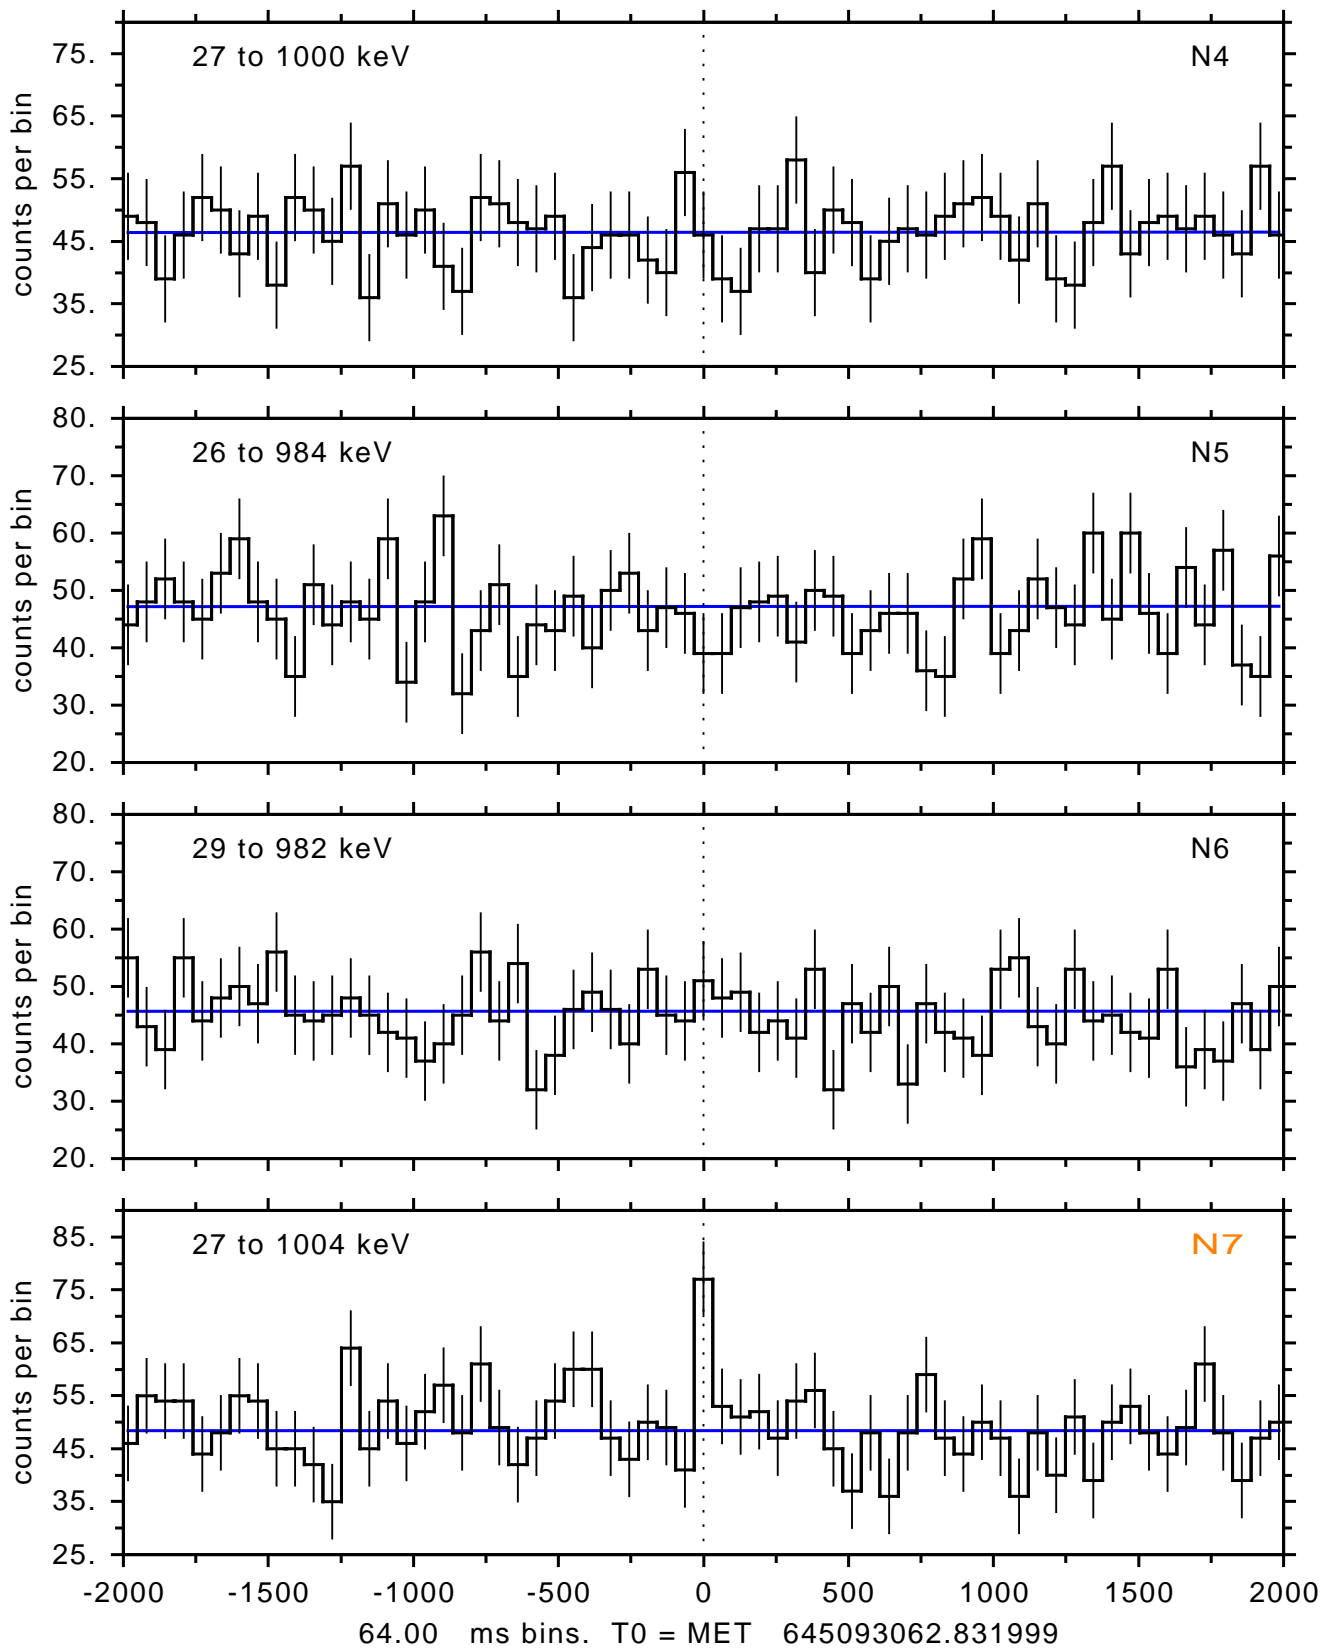 27 to 1000 keV N4
75.
65.
55.
45.
35.
25.
counts per bin
26 to 984 keV N5
80.
70.
60.
50.
40.
30.
20.
counts per bin
29 to 982 keV N6
80.
70.
60.
50.
40.
30.
20.
counts per bin
27 to 1004 keV N7
85.
75.
65.
55.
45.
35.
25.
counts per bin
-2000 -1500 -1000 -500 0 500 1000 1500 2000
64.00 ms bins. T0 = MET 645093062.831999